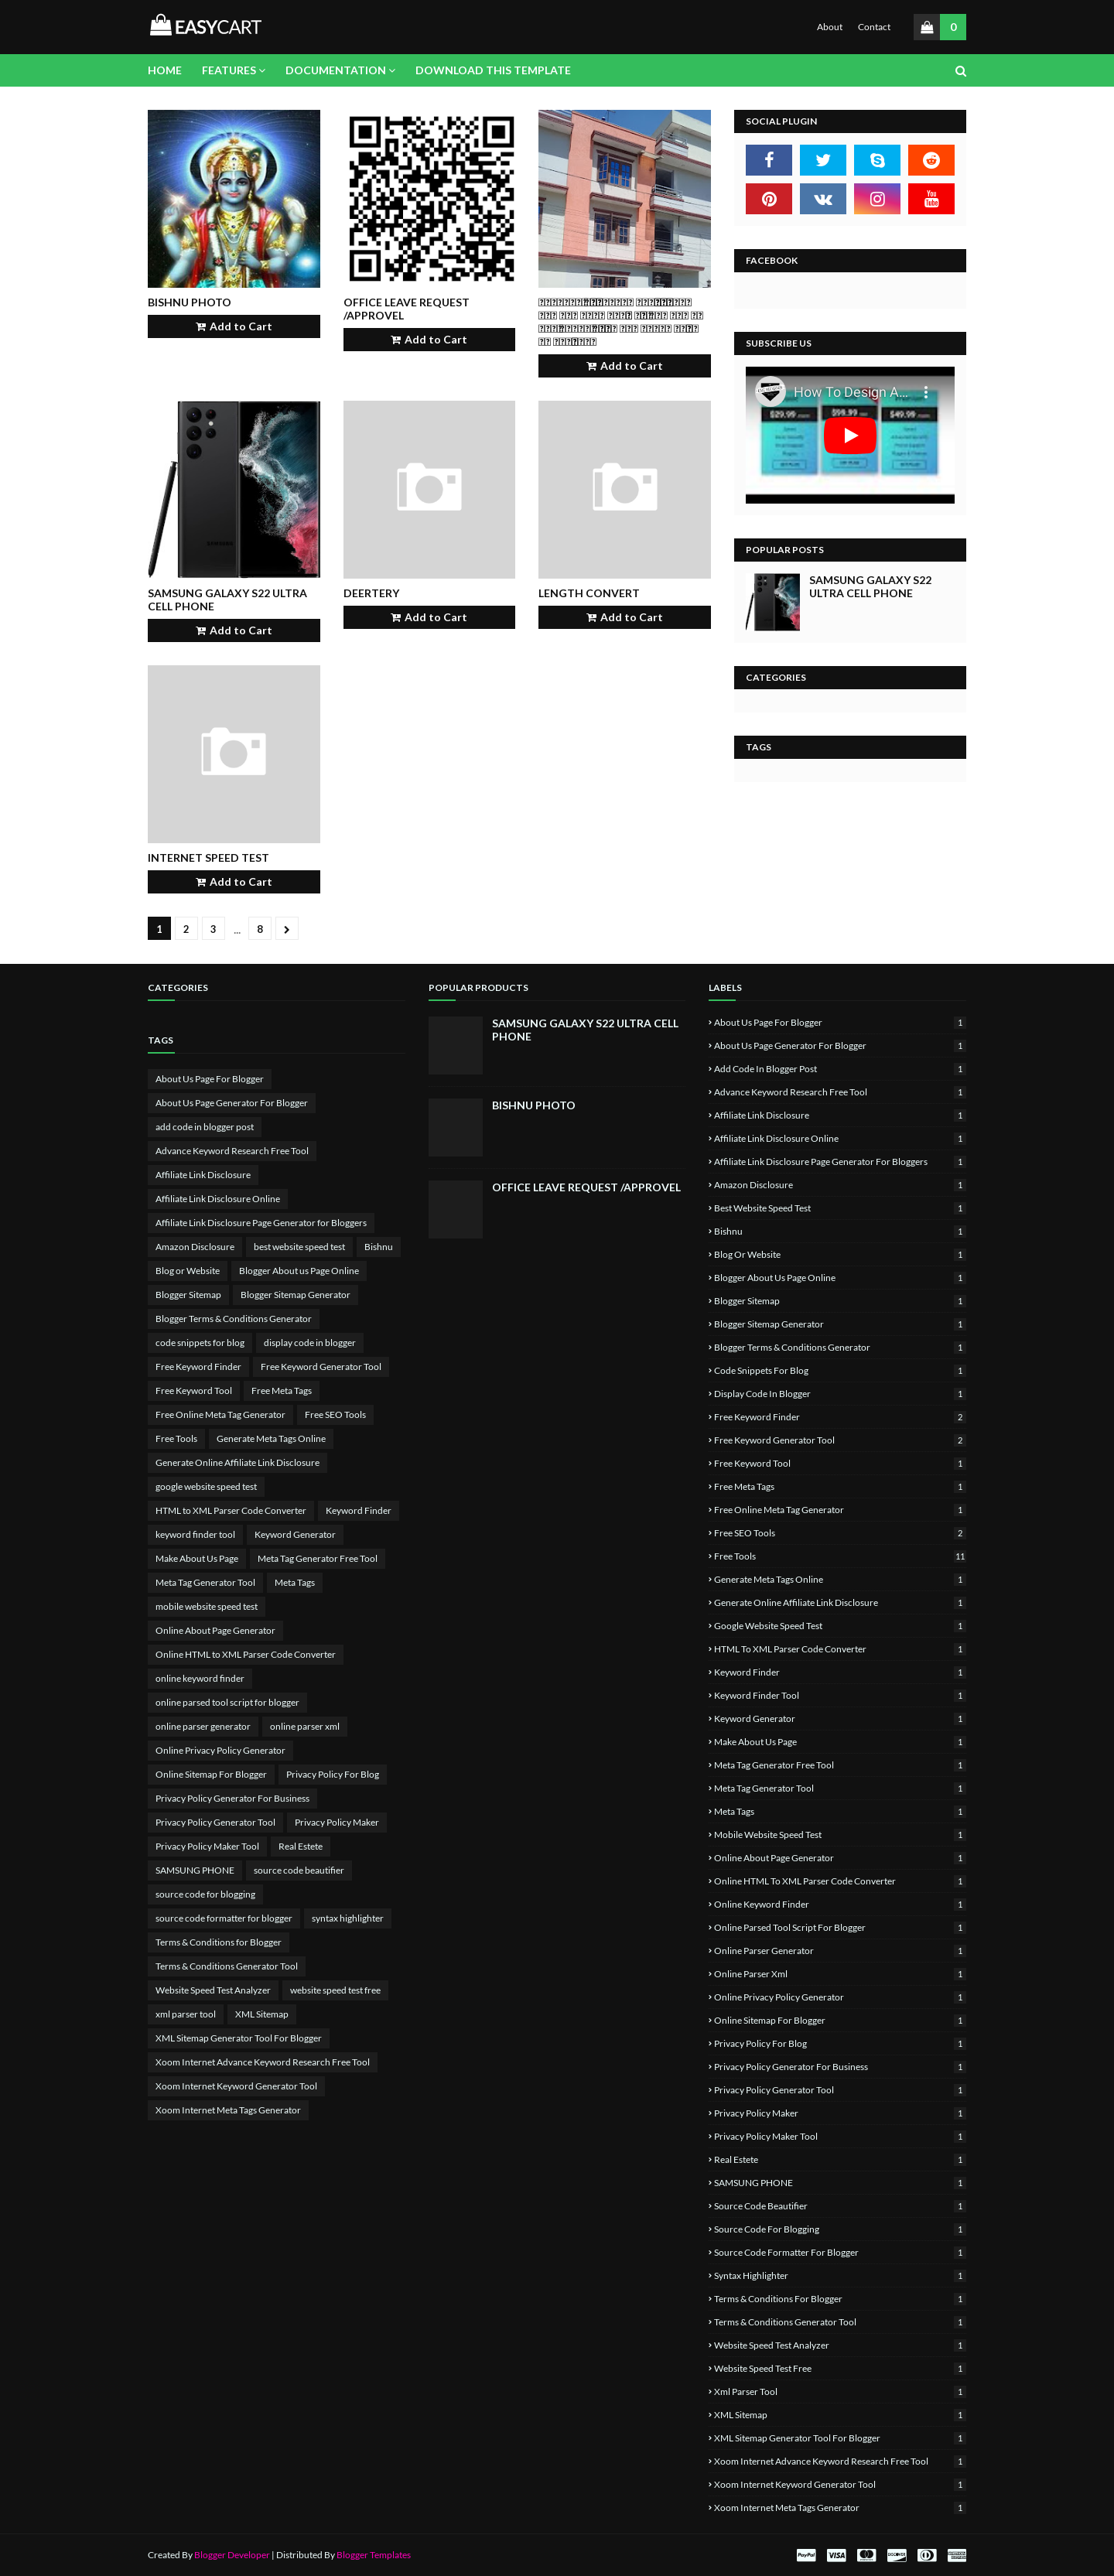 EASYCART
About
Contact
0
HOME
FEATURES
DOCUMENTATION
DOWNLOAD THIS TEMPLATE
BISHNU PHOTO
Add to Cart
OFFICE LEAVE REQUEST
/APPROVEL
Add to Cart
Add to Cart
SAMSUNG GALAXY S22 ULTRA
CELL PHONE
Add to Cart
DEERTERY
Add to Cart
LENGTH CONVERT
Add to Cart
INTERNET SPEED TEST
Add to Cart
1 2 3 ... 8
SOCIAL PLUGIN
FACEBOOK
SUBSCRIBE US
How To Design A...
POPULAR POSTS
SAMSUNG GALAXY S22
ULTRA CELL PHONE
CATEGORIES
TAGS
CATEGORIES
TAGS
About Us Page For Blogger
About Us Page Generator For Blogger
add code in blogger post
Advance Keyword Research Free Tool
Affiliate Link Disclosure
Affiliate Link Disclosure Online
Affiliate Link Disclosure Page Generator for Bloggers
Amazon Disclosure best website speed test Bishnu
Blog or Website Blogger About us Page Online
Blogger Sitemap Blogger Sitemap Generator
Blogger Terms & Conditions Generator
code snippets for blog display code in blogger
Free Keyword Finder Free Keyword Generator Tool
Free Keyword Tool Free Meta Tags
Free Online Meta Tag Generator Free SEO Tools
Free Tools Generate Meta Tags Online
Generate Online Affiliate Link Disclosure
google website speed test
HTML to XML Parser Code Converter Keyword Finder
keyword finder tool Keyword Generator
Make About Us Page Meta Tag Generator Free Tool
Meta Tag Generator Tool Meta Tags
mobile website speed test
Online About Page Generator
Online HTML to XML Parser Code Converter
online keyword finder
online parsed tool script for blogger
online parser generator online parser xml
Online Privacy Policy Generator
Online Sitemap For Blogger Privacy Policy For Blog
Privacy Policy Generator For Business
Privacy Policy Generator Tool Privacy Policy Maker
Privacy Policy Maker Tool Real Estete
SAMSUNG PHONE source code beautifier
source code for blogging
source code formatter for blogger syntax highlighter
Terms & Conditions for Blogger
Terms & Conditions Generator Tool
Website Speed Test Analyzer website speed test free
xml parser tool XML Sitemap
XML Sitemap Generator Tool For Blogger
Xoom Internet Advance Keyword Research Free Tool
Xoom Internet Keyword Generator Tool
Xoom Internet Meta Tags Generator
POPULAR PRODUCTS
SAMSUNG GALAXY S22 ULTRA CELL
PHONE
BISHNU PHOTO
OFFICE LEAVE REQUEST /APPROVEL
LABELS
About Us Page For Blogger 1
About Us Page Generator For Blogger 1
Add Code In Blogger Post 1
Advance Keyword Research Free Tool 1
Affiliate Link Disclosure 1
Affiliate Link Disclosure Online 1
Affiliate Link Disclosure Page Generator For Bloggers 1
Amazon Disclosure 1
Best Website Speed Test 1
Bishnu 1
Blog Or Website 1
Blogger About Us Page Online 1
Blogger Sitemap 1
Blogger Sitemap Generator 1
Blogger Terms & Conditions Generator 1
Code Snippets For Blog 1
Display Code In Blogger 1
Free Keyword Finder 2
Free Keyword Generator Tool 2
Free Keyword Tool 1
Free Meta Tags 1
Free Online Meta Tag Generator 1
Free SEO Tools 2
Free Tools 11
Generate Meta Tags Online 1
Generate Online Affiliate Link Disclosure 1
Google Website Speed Test 1
HTML To XML Parser Code Converter 1
Keyword Finder 1
Keyword Finder Tool 1
Keyword Generator 1
Make About Us Page 1
Meta Tag Generator Free Tool 1
Meta Tag Generator Tool 1
Meta Tags 1
Mobile Website Speed Test 1
Online About Page Generator 1
Online HTML To XML Parser Code Converter 1
Online Keyword Finder 1
Online Parsed Tool Script For Blogger 1
Online Parser Generator 1
Online Parser Xml 1
Online Privacy Policy Generator 1
Online Sitemap For Blogger 1
Privacy Policy For Blog 1
Privacy Policy Generator For Business 1
Privacy Policy Generator Tool 1
Privacy Policy Maker 1
Privacy Policy Maker Tool 1
Real Estete 1
SAMSUNG PHONE 1
Source Code Beautifier 1
Source Code For Blogging 1
Source Code Formatter For Blogger 1
Syntax Highlighter 1
Terms & Conditions For Blogger 1
Terms & Conditions Generator Tool 1
Website Speed Test Analyzer 1
Website Speed Test Free 1
Xml Parser Tool 1
XML Sitemap 1
XML Sitemap Generator Tool For Blogger 1
Xoom Internet Advance Keyword Research Free Tool 1
Xoom Internet Keyword Generator Tool 1
Xoom Internet Meta Tags Generator 1
Created By Blogger Developer | Distributed By Blogger Templates
PayPal VISA